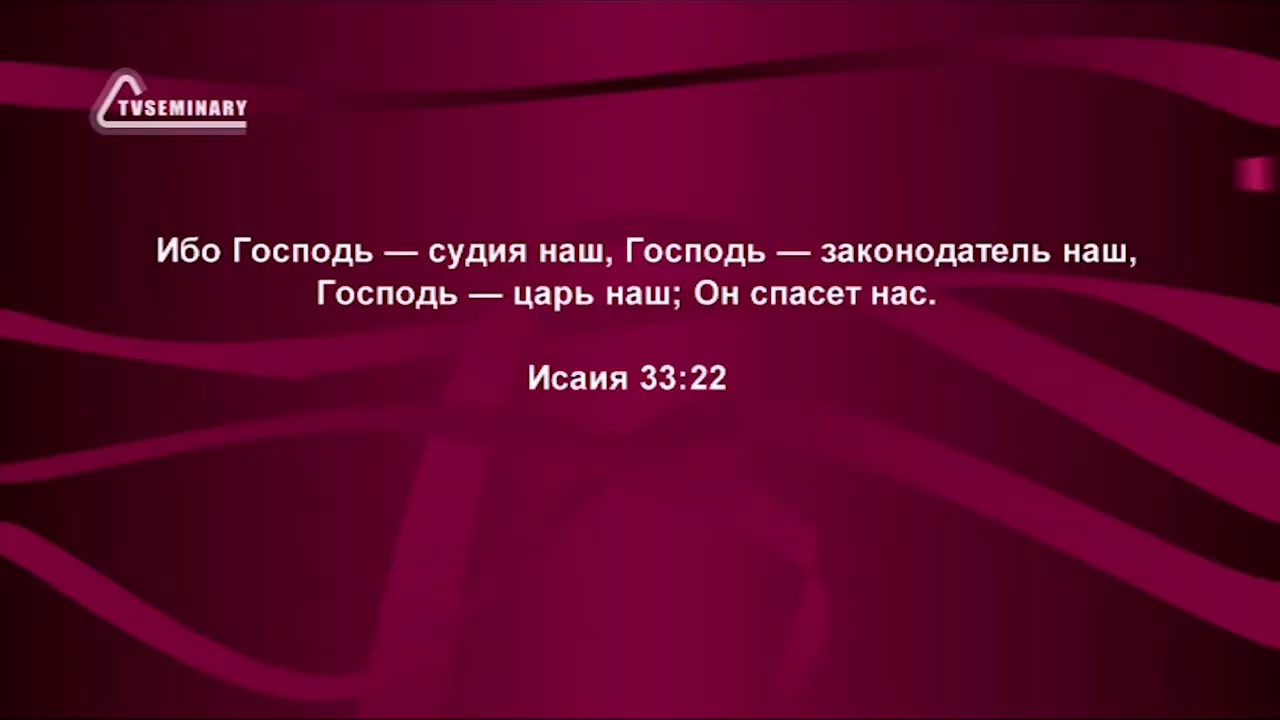 TVSEMINARY
Ибо Господь — судия наш, Господь — законодатель наш,
Господь — царь наш; Он спасет нас.
Исаия 33:22